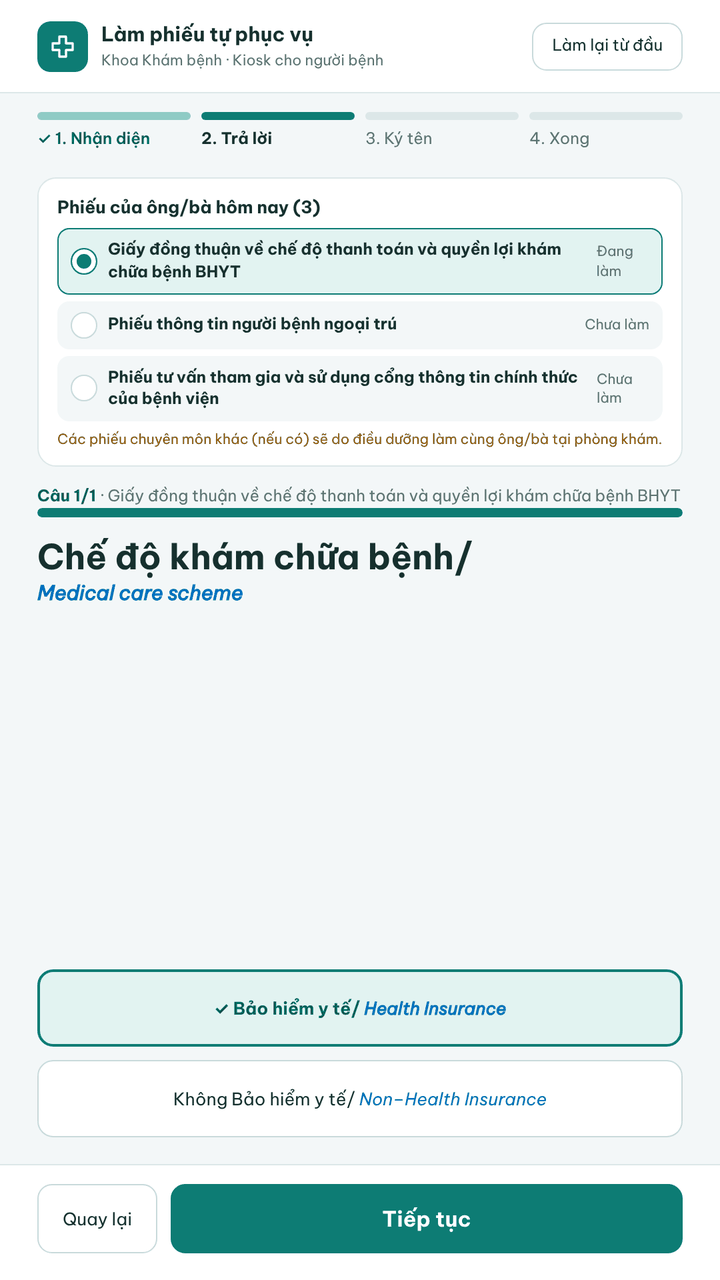 Làm phiếu tự phục vụ
Khoa Khám bệnh · Kiosk cho người bệnh
Làm lại từ đầu
✓ 1. Nhận diện
2. Trả lời
3. Ký tên
4. Xong
Phiếu của ông/bà hôm nay (3)
Giấy đồng thuận về chế độ thanh toán và quyền lợi khám
chữa bệnh BHYT
Đang
làm
Phiếu thông tin người bệnh ngoại trú
Chưa làm
Phiếu tư vấn tham gia và sử dụng cổng thông tin chính thức
của bệnh viện
Chưa
làm
Các phiếu chuyên môn khác (nếu có) sẽ do điều dưỡng làm cùng ông/bà tại phòng khám.
Câu 1/1 · Giấy đồng thuận về chế độ thanh toán và quyền lợi khám chữa bệnh BHYT
Chế độ khám chữa bệnh/
Medical care scheme
✓ Bảo hiểm y tế/ Health Insurance
Không Bảo hiểm y tế/ Non-Health Insurance
Quay lại
Tiếp tục